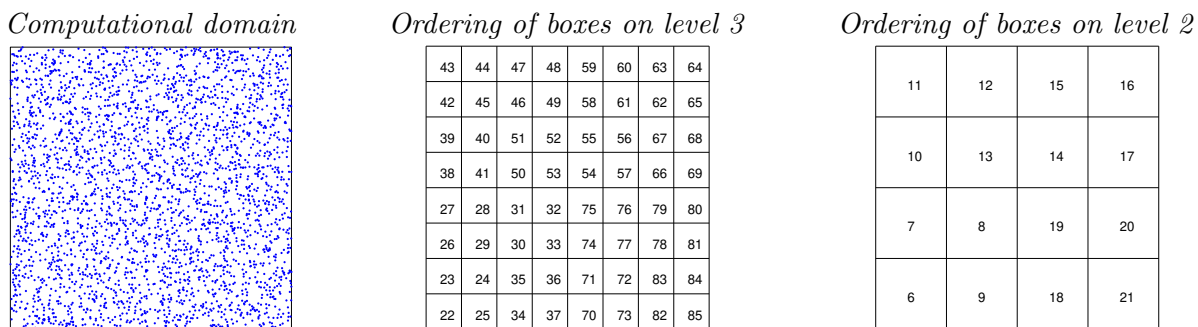 Computational domain
Ordering of boxes on level 3
Ordering of boxes on level 2
43 44 47 48 59 60 63 64
42 45 46 49 58 61 62 65
39 40 51 52 55 56 67 68
38 41 50 53 54 57 66 69
27 28 31 32 75 76 79 80
26 29 30 33 74 77 78 81
23 24 35 36 71 72 83 84
22 25 34 37 70 73 82 85
11 12 15 16
10 13 14 17
7 8 19 20
6 9 18 21